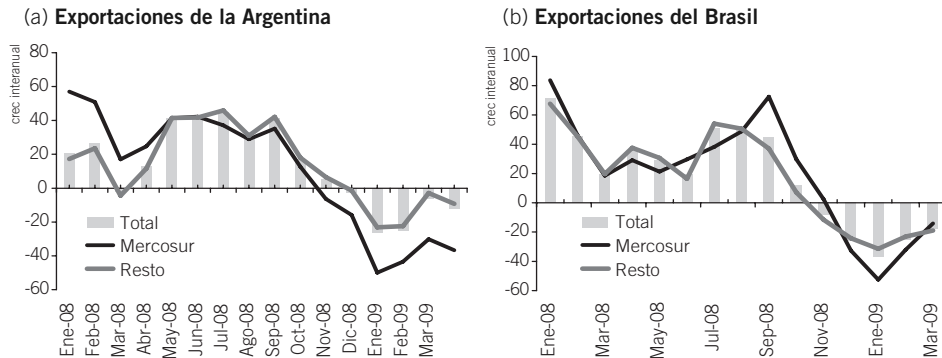 (a) Exportaciones de la Argentina
crec interanual
80
60
40
20
0
-20
-40
-60
Total
Mercosur
Resto
Ene-08
Feb-08
Mar-08
Abr-08
May-08
Jun-08
Jul-08
Ago-08
Sep-08
Oct-08
Nov-08
Dic-08
Ene-09
Feb-09
Mar-09
(b) Exportaciones del Brasil
crec interanual
100
80
60
40
20
0
-20
-40
-60
Total
Mercosur
Resto
Ene-08
Mar-08
May-08
Jul-08
Sep-08
Nov-08
Ene-09
Mar-09